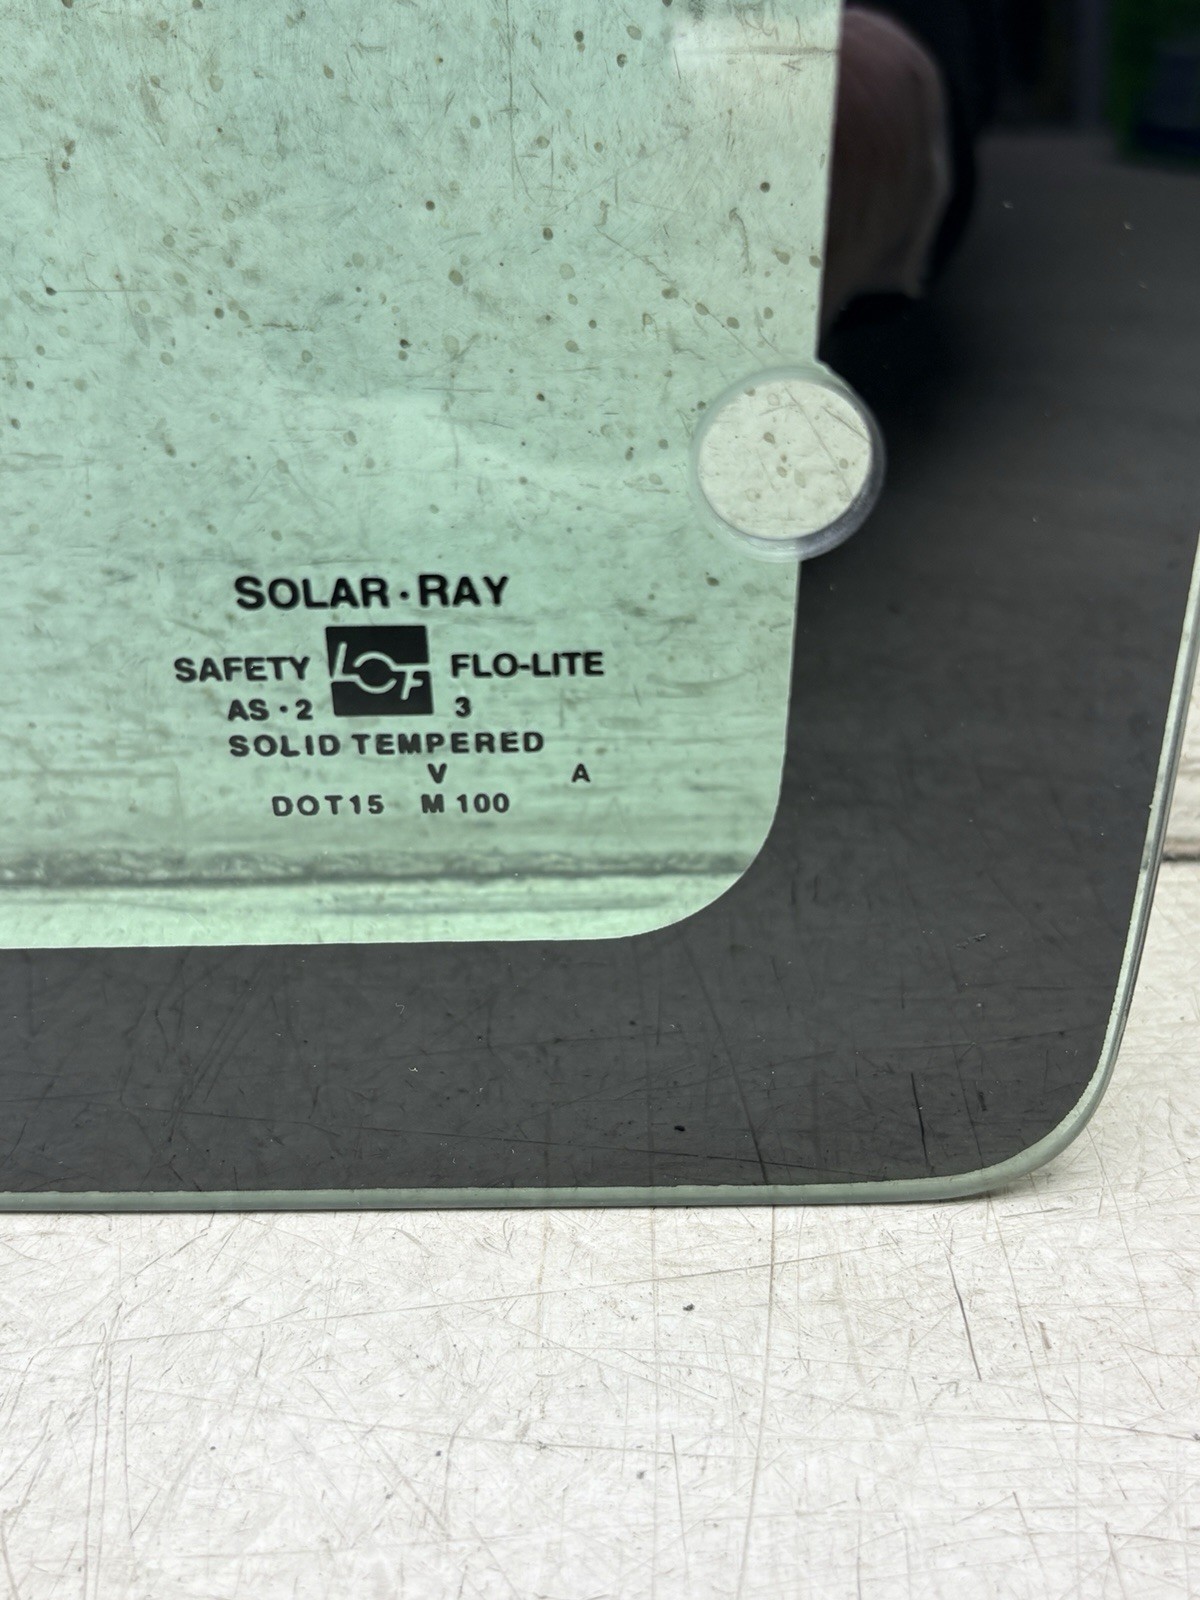 SOLAR·RAY
SAFETY LOF FLO-LITE
AS·2 3
SOLID TEMPERED
V A
DOT15 M100